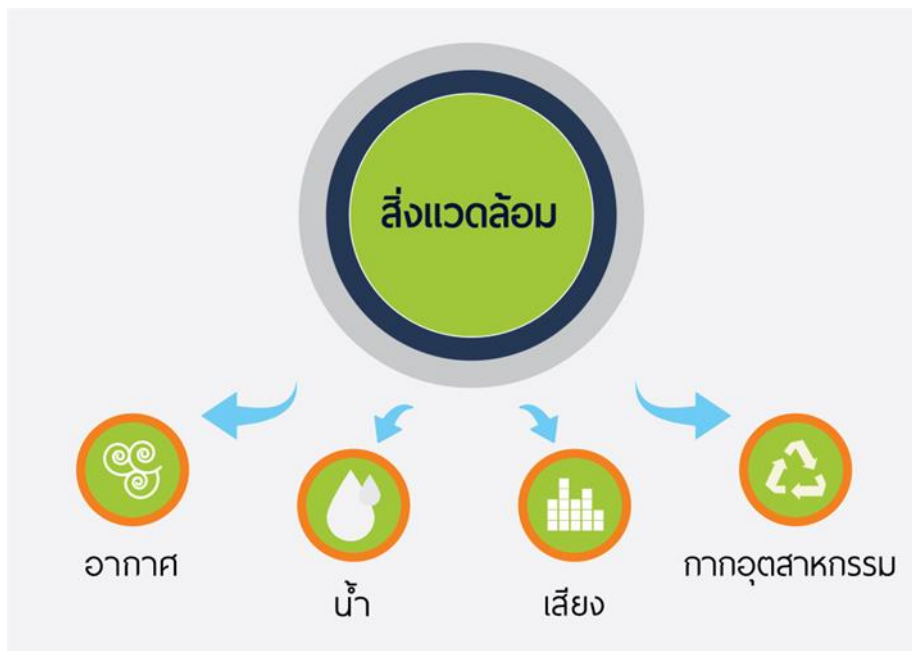 สิ่งแวดล้อม
อากาศ
น้ำ
เสียง
กากอุตสาหกรรม